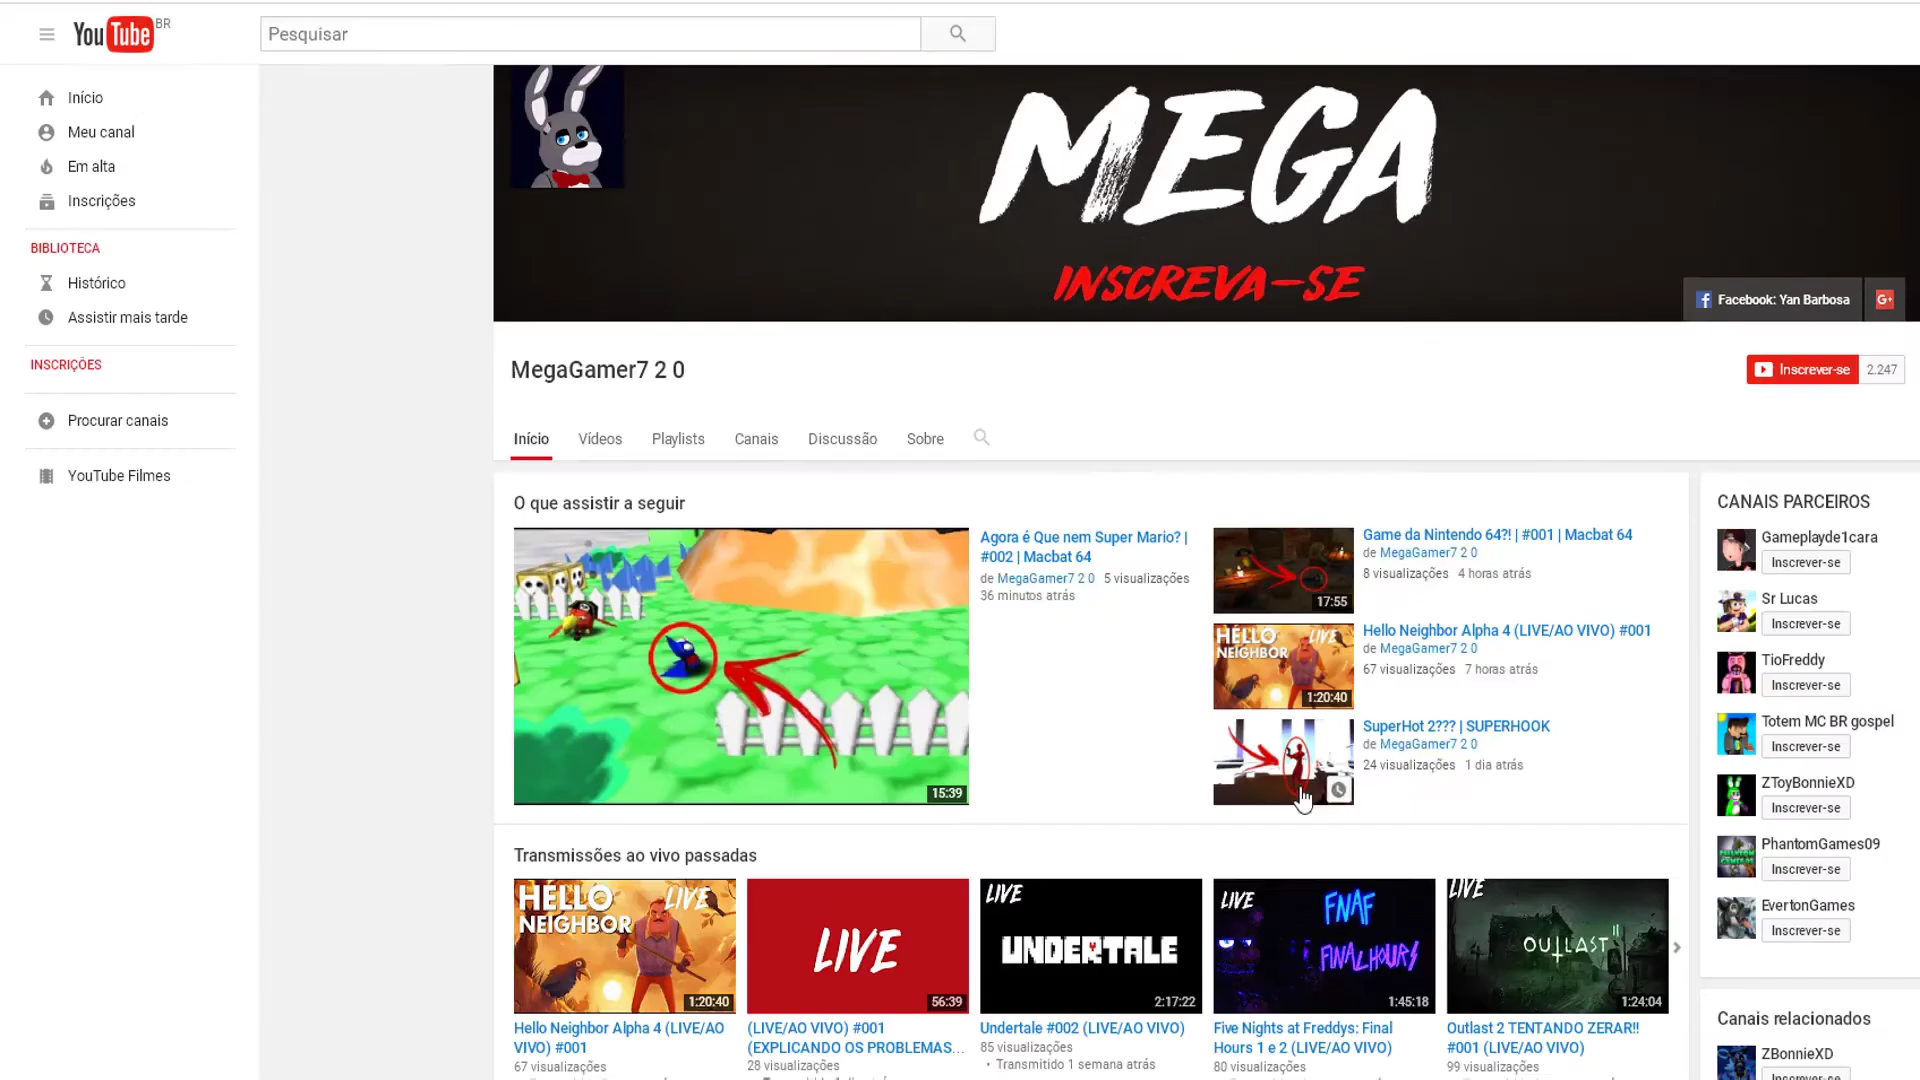 YouTube BR
Pesquisar
Início
Meu canal
Em alta
Inscrições
BIBLIOTECA
Histórico
Assistir mais tarde
INSCRIÇÕES
Procurar canais
YouTube Filmes
MEGA
INSCREVA-SE
Facebook: Yan Barbosa
G+
MegaGamer7 2 0
Inscrever-se 2.247
Início Vídeos Playlists Canais Discussão Sobre
O que assistir a seguir
15:39
Agora é Que nem Super Mario? |
#002 | Macbat 64
de MegaGamer7 2 0 5 visualizações
36 minutos atrás
17:55
Game da Nintendo 64?! | #001 | Macbat 64
de MegaGamer7 2 0
8 visualizações 4 horas atrás
HELLO NEIGHBOR LIVE
1:20:40
Hello Neighbor Alpha 4 (LIVE/AO VIVO) #001
de MegaGamer7 2 0
67 visualizações 7 horas atrás
SuperHot 2??? | SUPERHOOK
de MegaGamer7 2 0
24 visualizações 1 dia atrás
Transmissões ao vivo passadas
HELLO
NEIGHBOR
LIVE
1:20:40
Hello Neighbor Alpha 4 (LIVE/AO
VIVO) #001
67 visualizações
LIVE
56:39
(LIVE/AO VIVO) #001
(EXPLICANDO OS PROBLEMAS...
28 visualizações
LIVE
UNDERTALE
2:17:22
Undertale #002 (LIVE/AO VIVO)
85 visualizações
• Transmitido 1 semana atrás
LIVE
FNAF
FINAL HOURS
1:45:18
Five Nights at Freddys: Final
Hours 1 e 2 (LIVE/AO VIVO)
80 visualizações
LIVE
OUTLAST II
1:24:04
Outlast 2 TENTANDO ZERAR!!
#001 (LIVE/AO VIVO)
99 visualizações
CANAIS PARCEIROS
Gameplayde1cara
Inscrever-se
Sr Lucas
Inscrever-se
TioFreddy
Inscrever-se
Totem MC BR gospel
Inscrever-se
ZToyBonnieXD
Inscrever-se
PhantomGames09
Inscrever-se
EvertonGames
Inscrever-se
Canais relacionados
ZBonnieXD
Inscrever-se